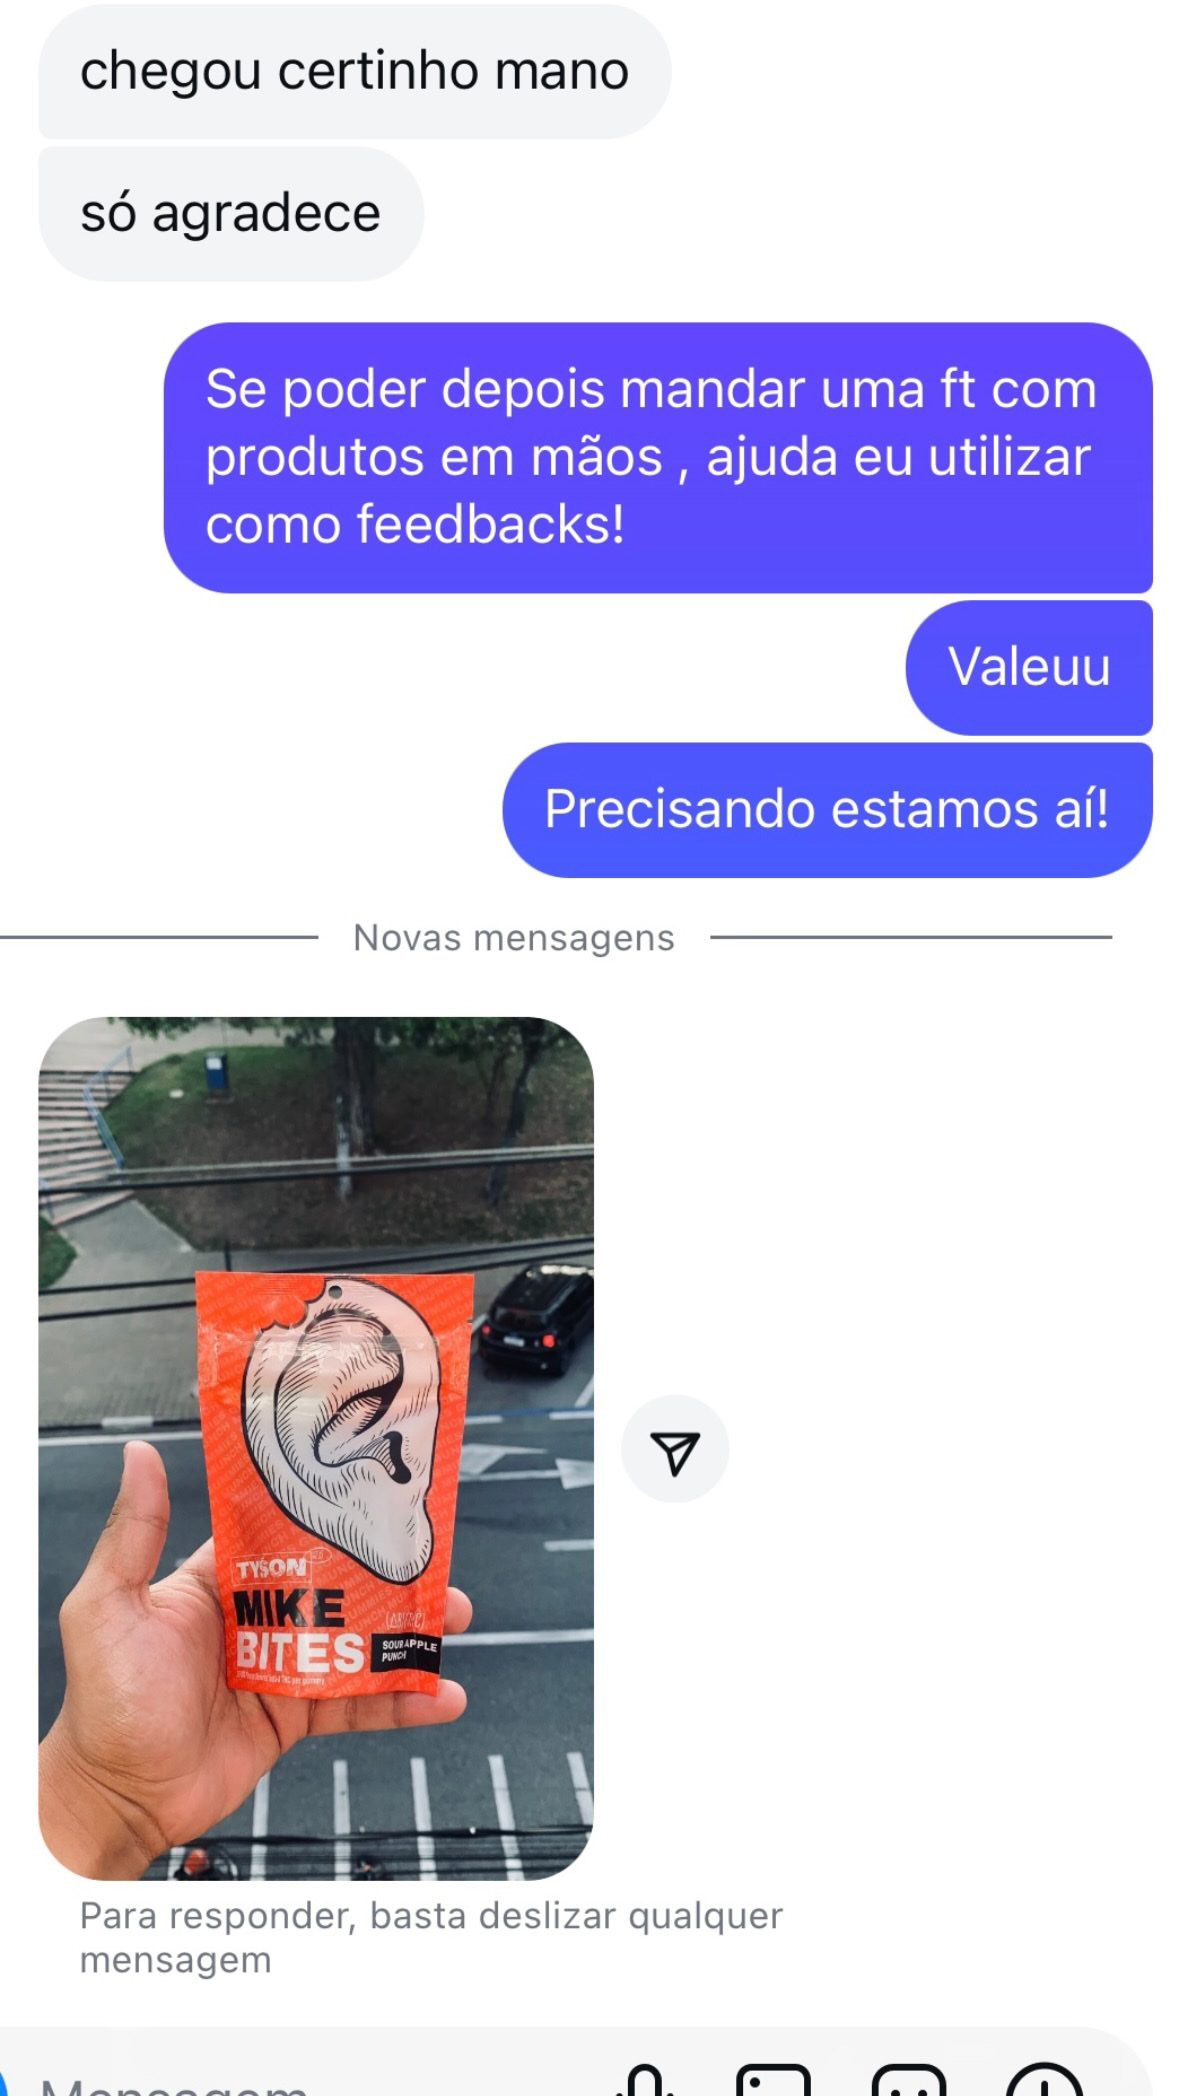 chegou certinho mano
só agradece
Se poder depois mandar uma ft com
produtos em mãos , ajuda eu utilizar
como feedbacks!
Valeuu
Precisando estamos aí!
Novas mensagens
TYSON
MIKE
BITES
SOUR APPLE
PUNCH
Para responder, basta deslizar qualquer
mensagem
Mensagem